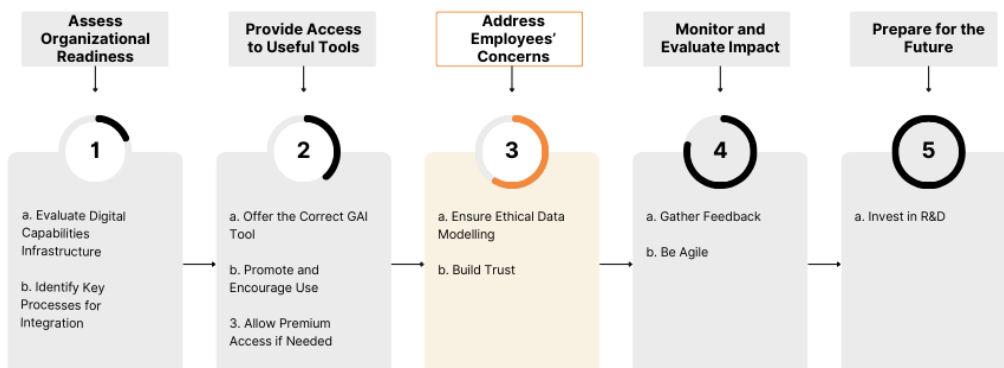 Assess
Organizational
Readiness
Provide Access
to Useful Tools
Address
Employees’
Concerns
Monitor and
Evaluate Impact
Prepare for the
Future
1
2
3
4
5
a. Evaluate Digital
Capabilities
Infrastructure
b. Identify Key
Processes for
Integration
a. Offer the Correct GAI
Tool
b. Promote and
Encourage Use
3. Allow Premium
Access if Needed
a. Ensure Ethical Data
Modelling
b. Build Trust
a. Gather Feedback
b. Be Agile
a. Invest in R&D